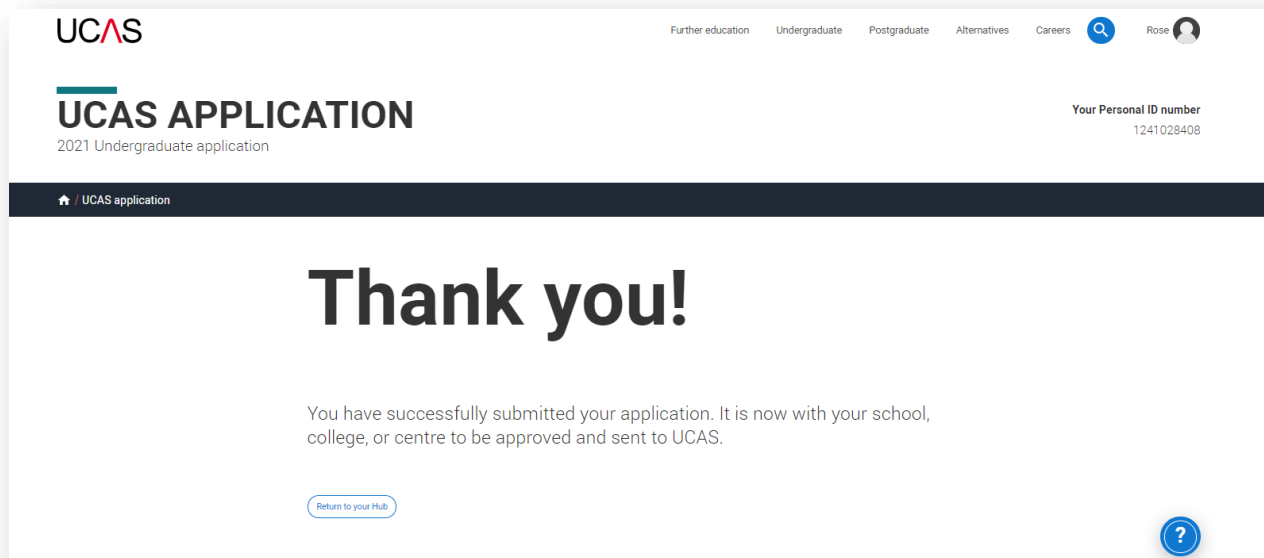 UCAS
Further education Undergraduate Postgraduate Alternatives Careers Rose
UCAS APPLICATION
2021 Undergraduate application
Your Personal ID number
1241028408
/ UCAS application
Thank you!
You have successfully submitted your application. It is now with your school,
college, or centre to be approved and sent to UCAS.
Return to your Hub
?